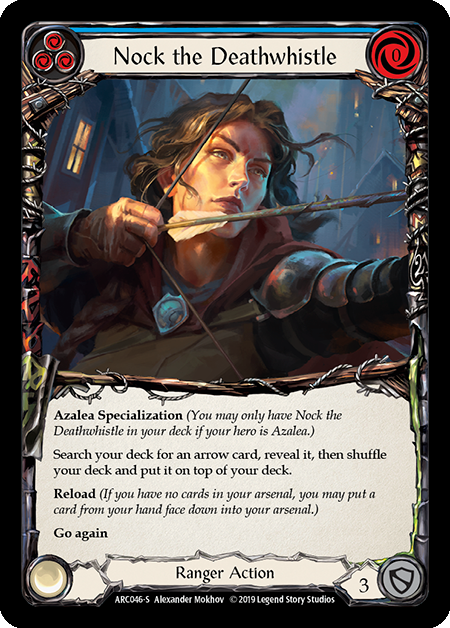 Nock the Deathwhistle
0
Azalea Specialization (You may only have Nock the
Deathwhistle in your deck if your hero is Azalea.)
Search your deck for an arrow card, reveal it, then shuffle
your deck and put it on top of your deck.
Reload (If you have no cards in your arsenal, you may put a
card from your hand face down into your arsenal.)
Go again
Ranger Action
3
ARC046-S Alexander Mokhov © 2019 Legend Story Studios